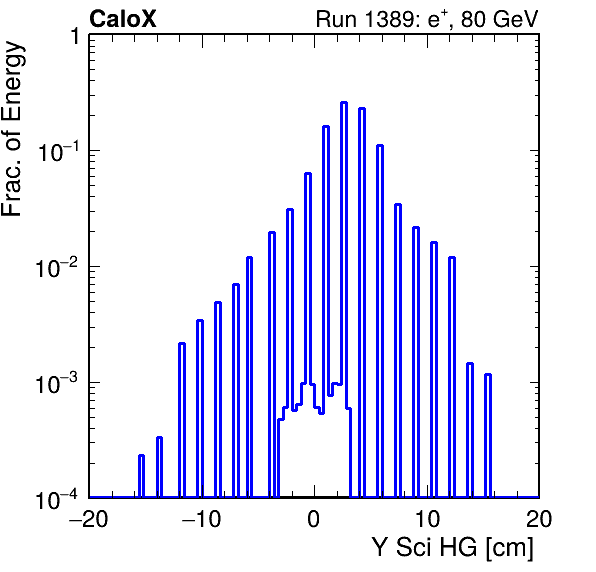 CaloX Run 1389: e⁺, 80 GeV
Frac. of Energy
1
10⁻¹
10⁻²
10⁻³
10⁻⁴
−20 −10 0 10 20
Y Sci HG [cm]